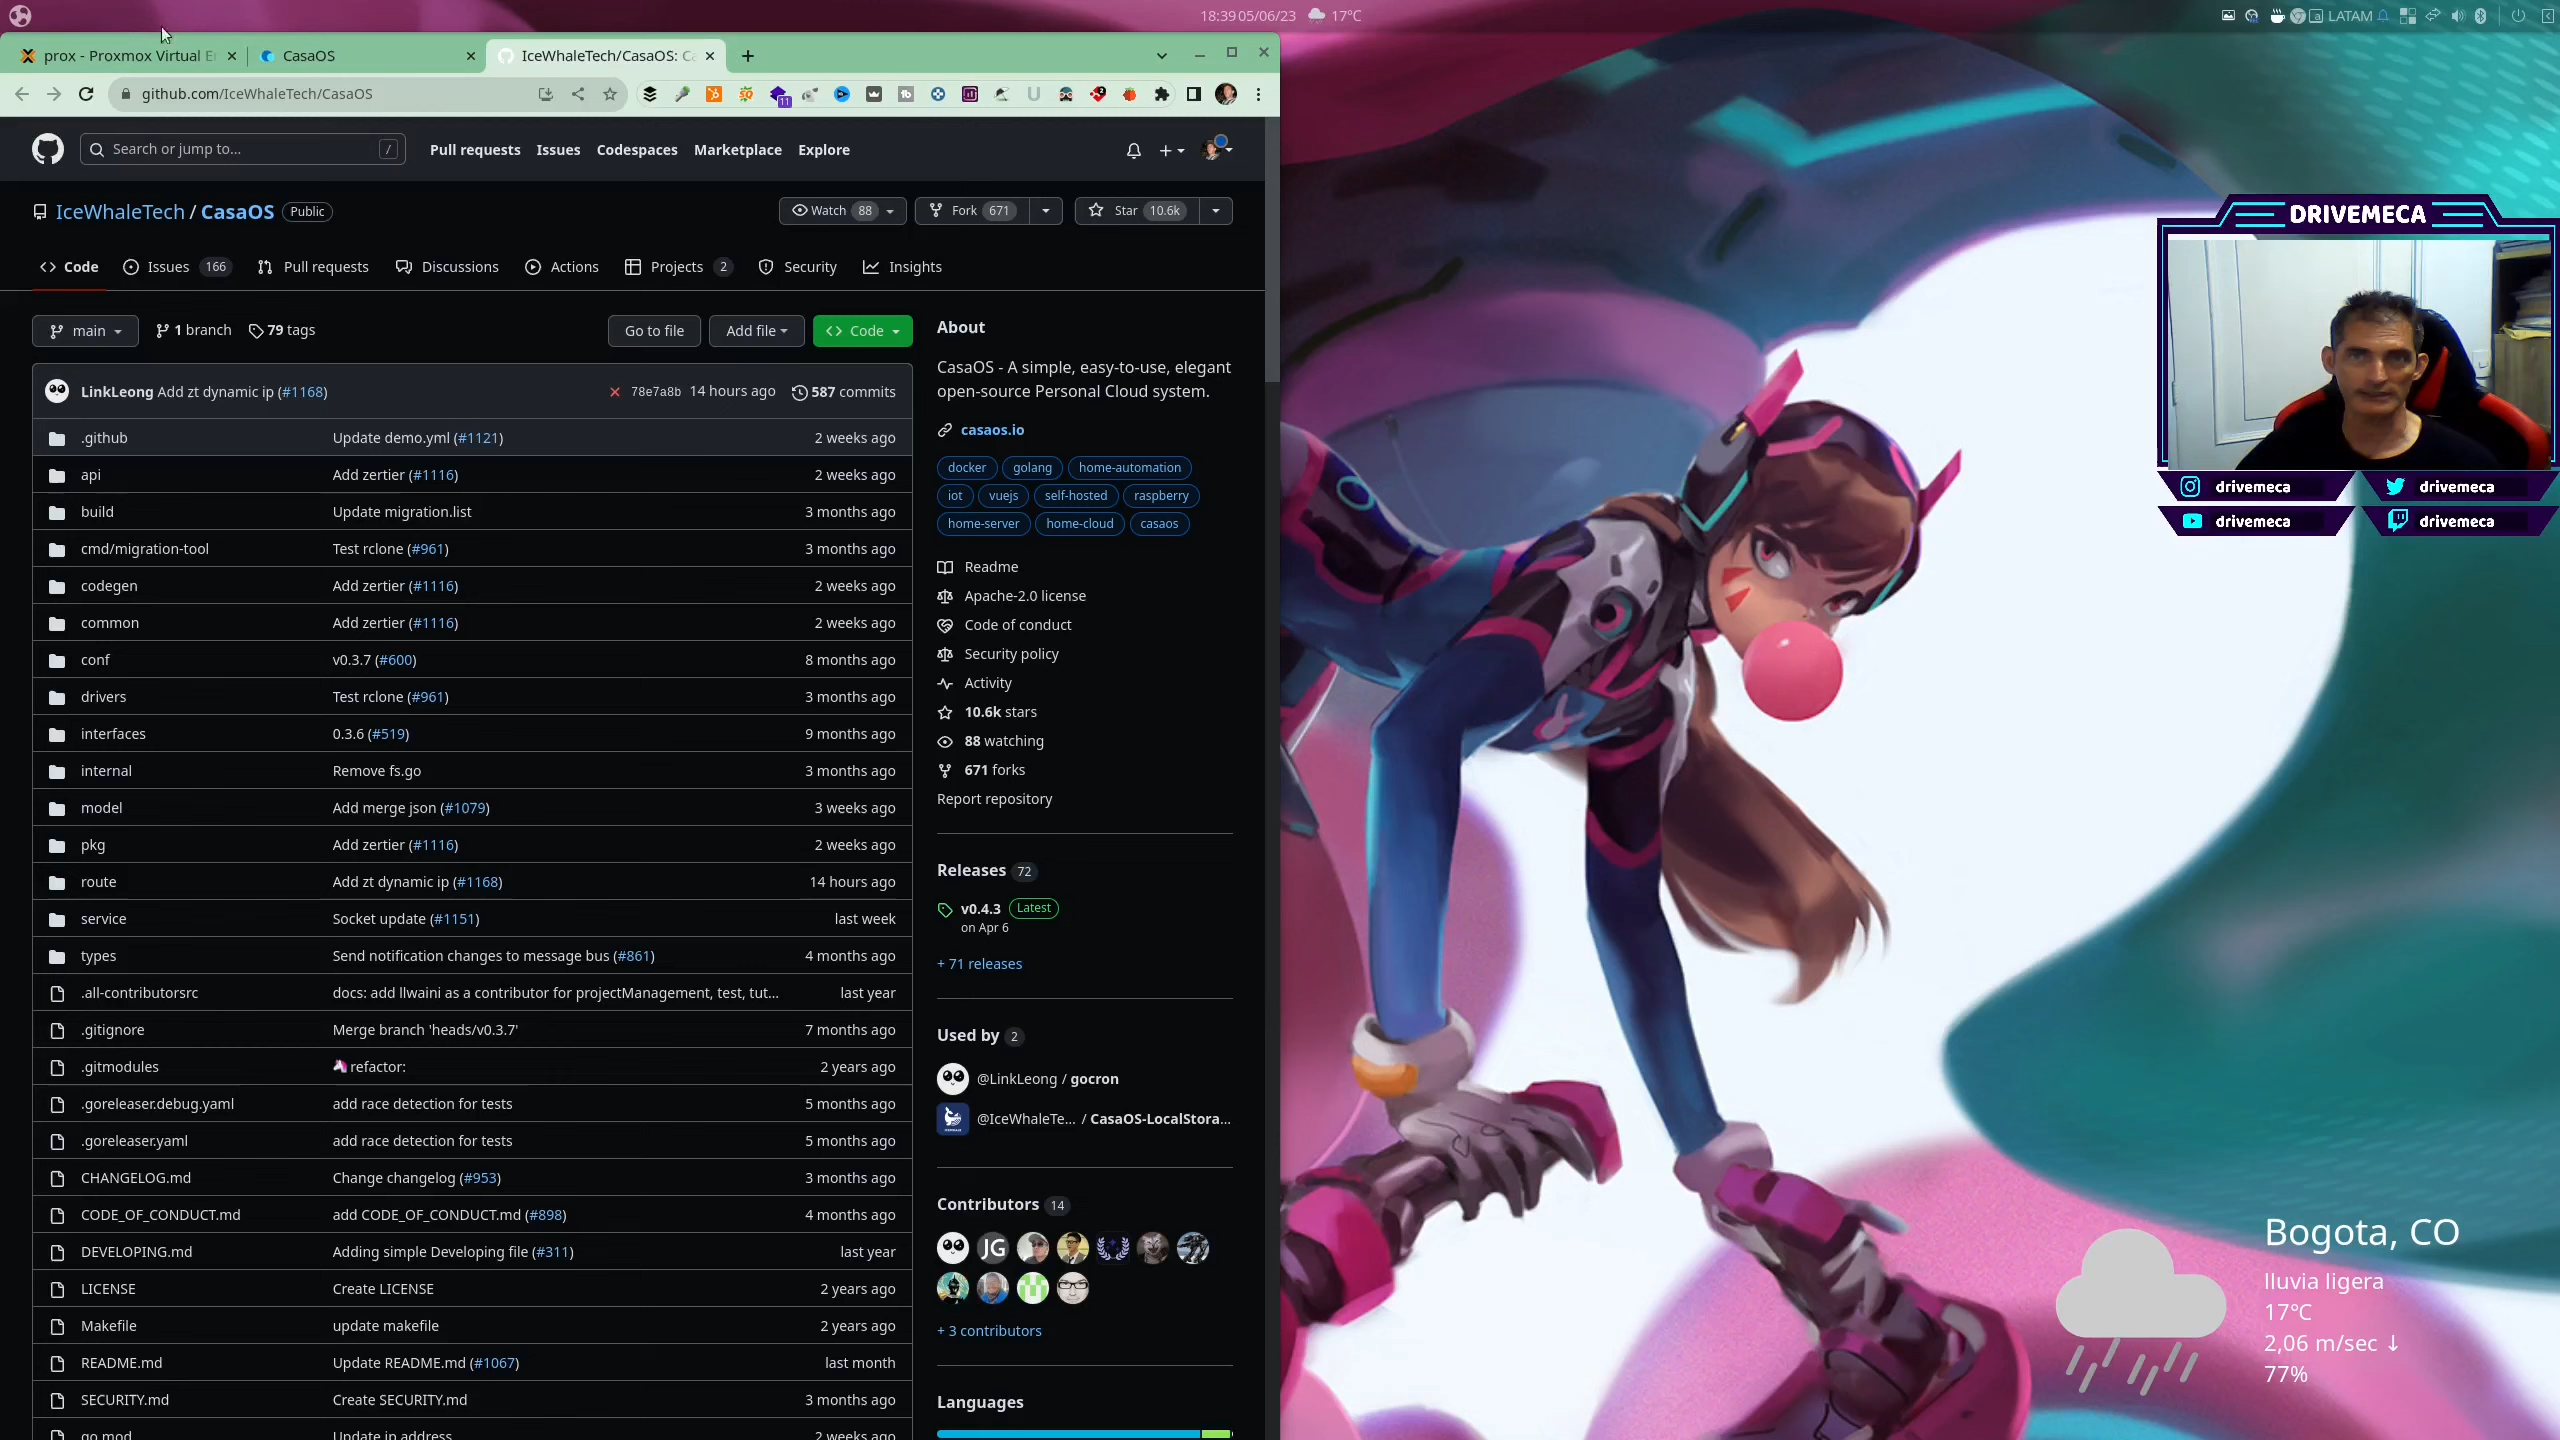 18:39 05/06/23 17°C
LATAM
prox - Proxmox Virtual E
CasaOS
IceWhaleTech/CasaOS: Ca
github.com/IceWhaleTech/CasaOS
11
Search or jump to...
/
Pull requests
Issues
Codespaces
Marketplace
Explore
IceWhaleTech / CasaOS
Public
Watch 88
Fork 671
Star 10.6k
Code
Issues 166
Pull requests
Discussions
Actions
Projects 2
Security
Insights
main
1 branch
79 tags
Go to file
Add file
Code
LinkLeong Add zt dynamic ip (#1168)
78e7a8b 14 hours ago
587 commits
.github Update demo.yml (#1121) 2 weeks ago
api Add zertier (#1116) 2 weeks ago
build Update migration.list 3 months ago
cmd/migration-tool Test rclone (#961) 3 months ago
codegen Add zertier (#1116) 2 weeks ago
common Add zertier (#1116) 2 weeks ago
conf v0.3.7 (#600) 8 months ago
drivers Test rclone (#961) 3 months ago
interfaces 0.3.6 (#519) 9 months ago
internal Remove fs.go 3 months ago
model Add merge json (#1079) 3 weeks ago
pkg Add zertier (#1116) 2 weeks ago
route Add zt dynamic ip (#1168) 14 hours ago
service Socket update (#1151) last week
types Send notification changes to message bus (#861) 4 months ago
.all-contributorsrc docs: add llwaini as a contributor for projectManagement, test, tut... last year
.gitignore Merge branch 'heads/v0.3.7' 7 months ago
.gitmodules 🦄 refactor: 2 years ago
.goreleaser.debug.yaml add race detection for tests 5 months ago
.goreleaser.yaml add race detection for tests 5 months ago
CHANGELOG.md Change changelog (#953) 3 months ago
CODE_OF_CONDUCT.md add CODE_OF_CONDUCT.md (#898) 4 months ago
DEVELOPING.md Adding simple Developing file (#311) last year
LICENSE Create LICENSE 2 years ago
Makefile update makefile 2 years ago
README.md Update README.md (#1067) last month
SECURITY.md Create SECURITY.md 3 months ago
go.mod Update ip address 2 weeks ago
About
CasaOS - A simple, easy-to-use, elegant
open-source Personal Cloud system.
casaos.io
docker golang home-automation
iot vuejs self-hosted raspberry
home-server home-cloud casaos
Readme
Apache-2.0 license
Code of conduct
Security policy
Activity
10.6k stars
88 watching
671 forks
Report repository
Releases 72
v0.4.3 Latest
on Apr 6
+ 71 releases
Used by 2
@LinkLeong / gocron
@IceWhaleTe... / CasaOS-LocalStora...
Contributors 14
JG
+ 3 contributors
Languages
DRIVEMECA
drivemeca
drivemeca
drivemeca
drivemeca
Bogota, CO
lluvia ligera
17°C
2,06 m/sec ↓
77%